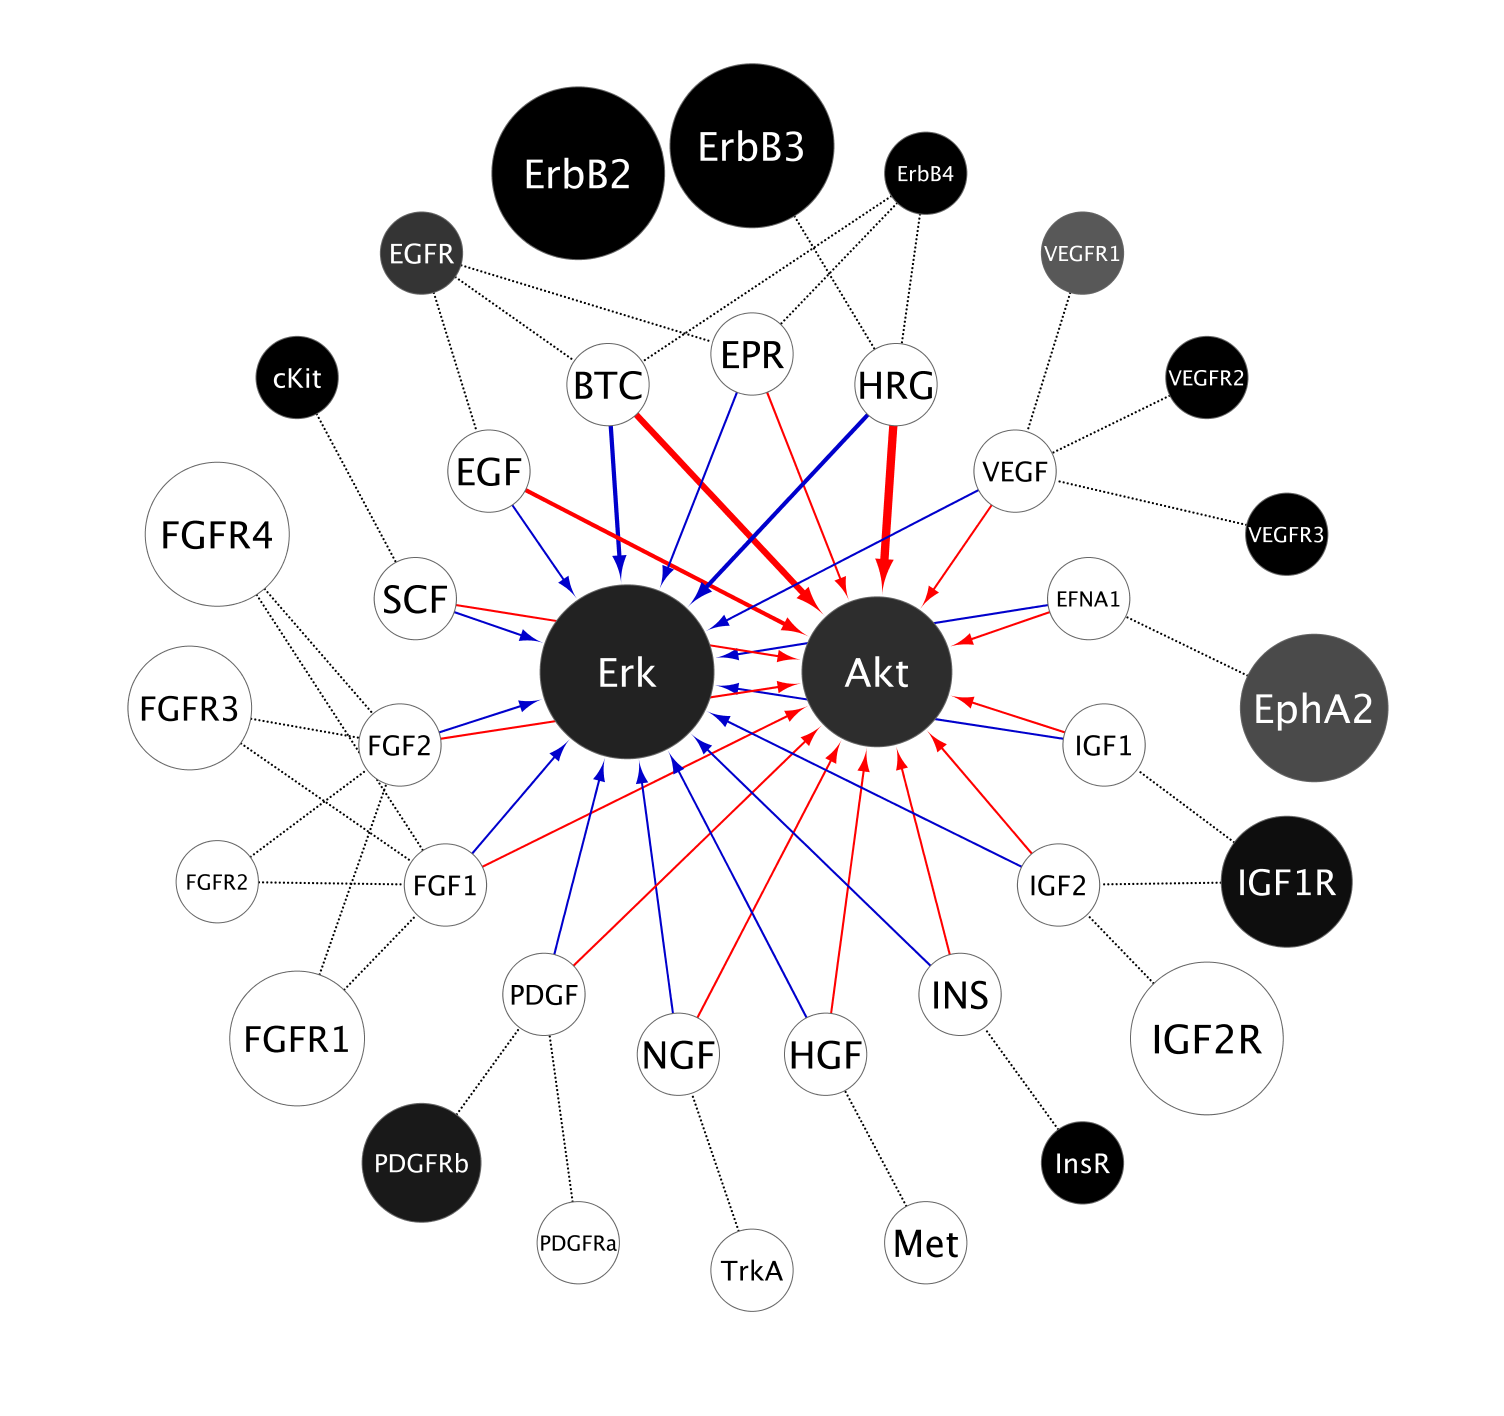 ErbB3
ErbB2
ErbB4
EGFR
VEGFR1
EPR
cKit
BTC
HRG
VEGFR2
EGF
VEGF
FGFR4
VEGFR3
SCF
EFNA1
Erk
Akt
FGFR3
EphA2
FGF2
IGF1
FGFR2
FGF1
IGF2
IGF1R
PDGF
INS
FGFR1
IGF2R
NGF
HGF
PDGFRb
InsR
PDGFRa
Met
TrkA